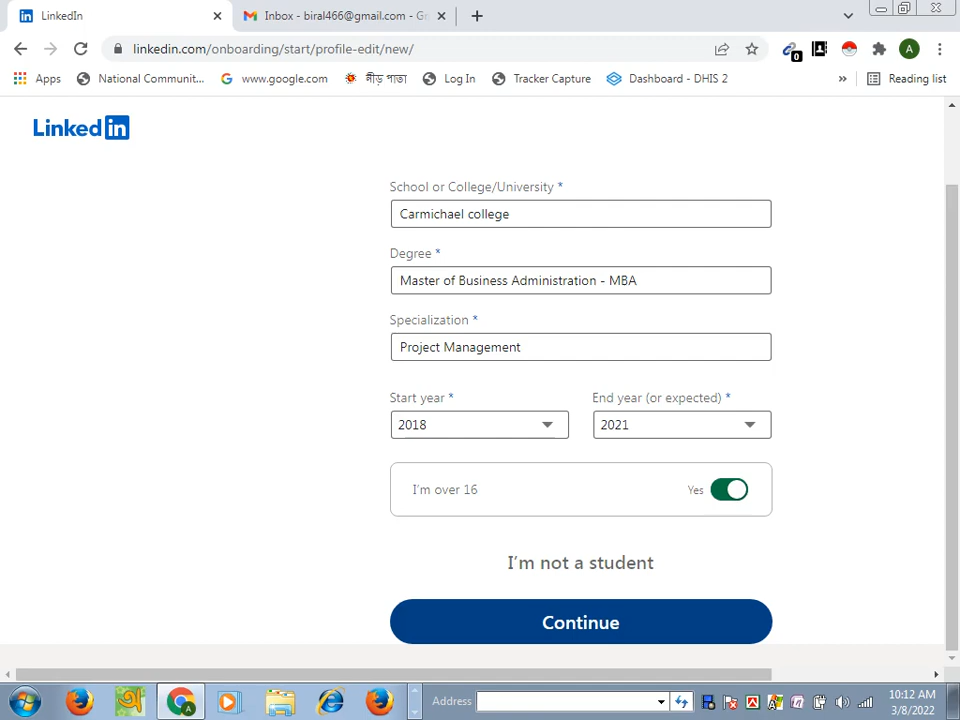 LinkedIn
Inbox - biral466@gmail.com - G
linkedin.com/onboarding/start/profile-edit/new/
0
A
Apps
National Communit...
www.google.com
নীড় পাতা
Log In
Tracker Capture
Dashboard - DHIS 2
»
Reading list
Linked in
School or College/University *
Carmichael college
Degree *
Master of Business Administration - MBA
Specialization *
Project Management
Start year *
End year (or expected) *
2018
2021
I'm over 16
Yes
I'm not a student
Continue
Address
10:12 AM
3/8/2022